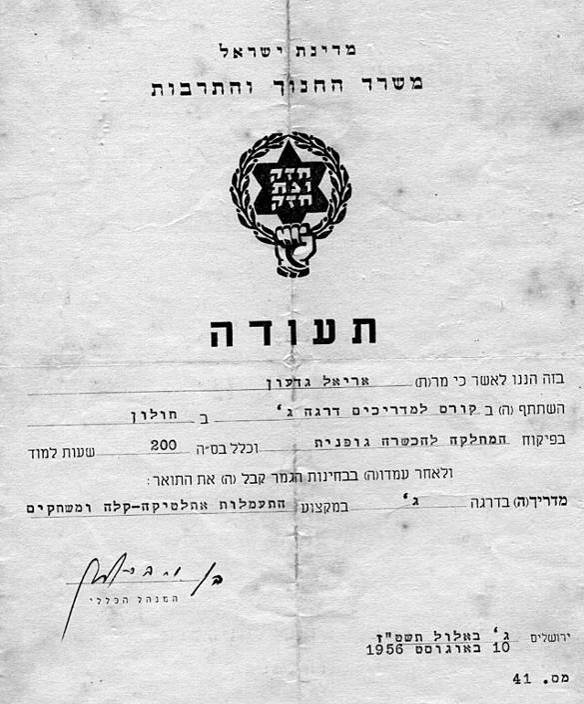 מדינת ישראל
משרד החנוך והתרבות
חזק
ונת
חזק
תעודה
בזה הננו לאשר כי מר(ת) אריאל גדעון
השתתף (ה) ב קורס למדריכים דרגה ג' ב חולון
בפיקוח המחלקה להכשרה גופנית וכלל בס"ה 200 שעות למוד
ולאחר עמדו(ה) בבחינות הגמר קבל (ה) את התואר:
מדריך(ה) בדרגה ג' במקצוע התעמלות אתלטיקה-קלה ומשחקים
המנהל הכללי
ירושלים ג' באלול תשט"ז
10 באוגוסט 1956
מס. 41